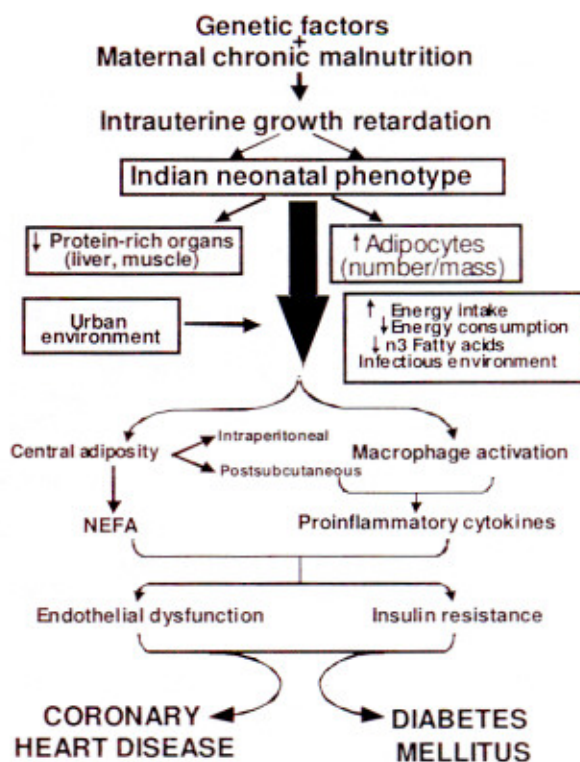 Genetic factors
+
Maternal chronic malnutrition
Intrauterine growth retardation
Indian neonatal phenotype
↓ Protein-rich organs
(liver, muscle)
↑ Adipocytes
(number/mass)
Urban
environment
↑ Energy intake
↓ Energy consumption
↓ n3 Fatty acids
Infectious environment
Central adiposity
Intraperitoneal
Postsubcutaneous
Macrophage activation
NEFA
Proinflammatory cytokines
Endothelial dysfunction
Insulin resistance
CORONARY
HEART DISEASE
DIABETES
MELLITUS